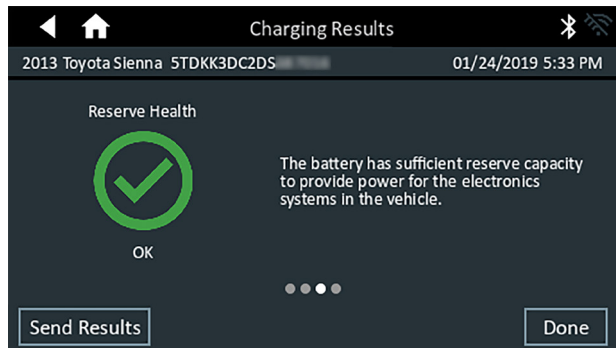 Charging Results
2013 Toyota Sienna 5TDKK3DC2DS
01/24/2019 5:33 PM
Reserve Health
OK
The battery has sufficient reserve capacity
to provide power for the electronics
systems in the vehicle.
Send Results
Done